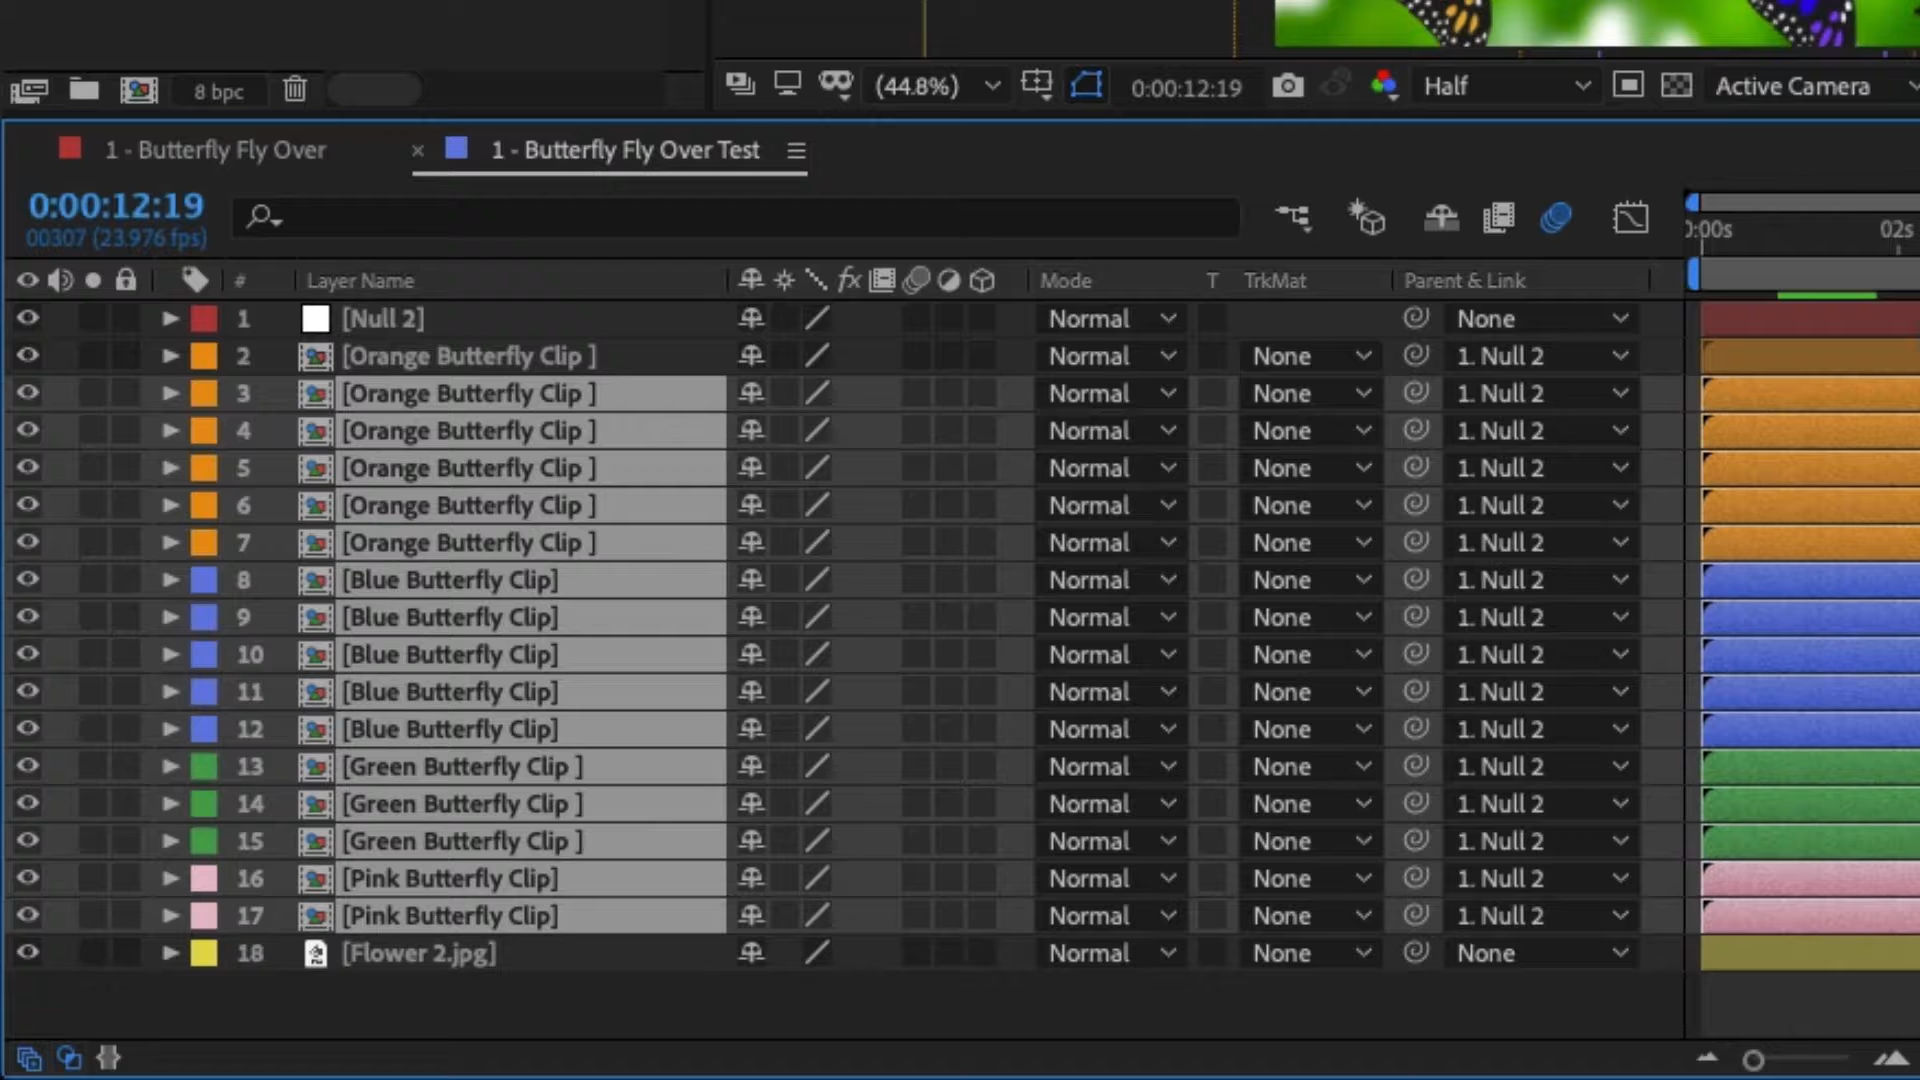 8 bpc (44.8%) 0:00:12:19 Half Active Camera
1 - Butterfly Fly Over × 1 - Butterfly Fly Over Test
0:00:12:19
00307 (23.976 fps)
0:00s 02s
# Layer Name fx Mode T TrkMat Parent & Link
1 [Null 2] Normal None
2 [Orange Butterfly Clip ] Normal None 1. Null 2
3 [Orange Butterfly Clip ] Normal None 1. Null 2
4 [Orange Butterfly Clip ] Normal None 1. Null 2
5 [Orange Butterfly Clip ] Normal None 1. Null 2
6 [Orange Butterfly Clip ] Normal None 1. Null 2
7 [Orange Butterfly Clip ] Normal None 1. Null 2
8 [Blue Butterfly Clip] Normal None 1. Null 2
9 [Blue Butterfly Clip] Normal None 1. Null 2
10 [Blue Butterfly Clip] Normal None 1. Null 2
11 [Blue Butterfly Clip] Normal None 1. Null 2
12 [Blue Butterfly Clip] Normal None 1. Null 2
13 [Green Butterfly Clip ] Normal None 1. Null 2
14 [Green Butterfly Clip ] Normal None 1. Null 2
15 [Green Butterfly Clip ] Normal None 1. Null 2
16 [Pink Butterfly Clip] Normal None 1. Null 2
17 [Pink Butterfly Clip] Normal None 1. Null 2
18 [Flower 2.jpg] Normal None None